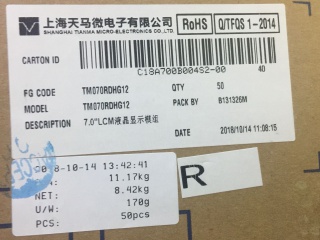 上海天马微电子有限公司
SHANGHAI TIANMA MICRO-ELECTRONICS CO., LTD
RoHS
Q/TFQS 1-2014
CARTON ID
C18A700B004S2-00 40
FG CODE TM070RDHG12 QTY 50
MODEL TM070RDHG12 PACK BY B131326M
DESCRIPTION 7.0"LCM液晶显示模组 2018/10/14 11:08:15
8-10-14 13:42:41
11.17kg
NET: 8.42kg
U/W: 170g
PCS: 50pcs
R